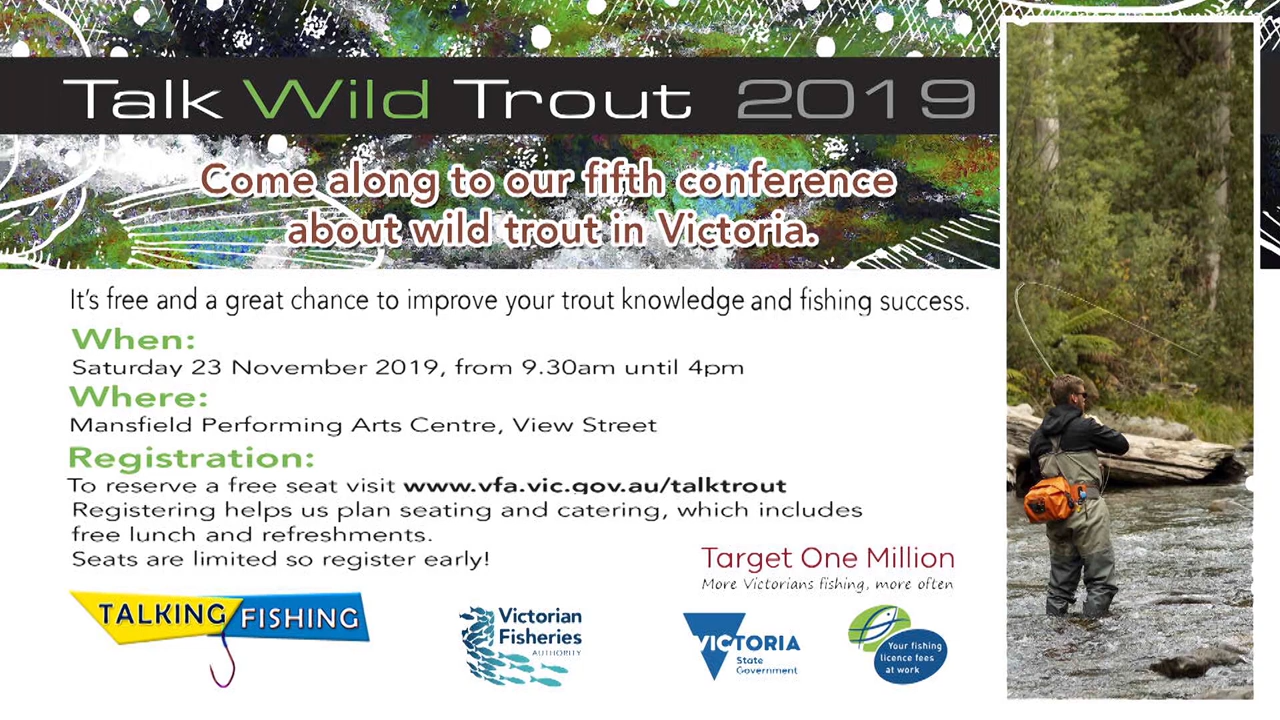 Talk Wild Trout 2019
Come along to our fifth conference
about wild trout in Victoria.
It's free and a great chance to improve your trout knowledge and fishing success.
When:
Saturday 23 November 2019, from 9.30am until 4pm
Where:
Mansfield Performing Arts Centre, View Street
Registration:
To reserve a free seat visit www.vfa.vic.gov.au/talktrout
Registering helps us plan seating and catering, which includes
free lunch and refreshments.
Seats are limited so register early!
Target One Million
More Victorians fishing, more often
TALKING FISHING
Victorian
Fisheries
AUTHORITY
VICTORIA
State
Government
Your fishing
licence fees
at work